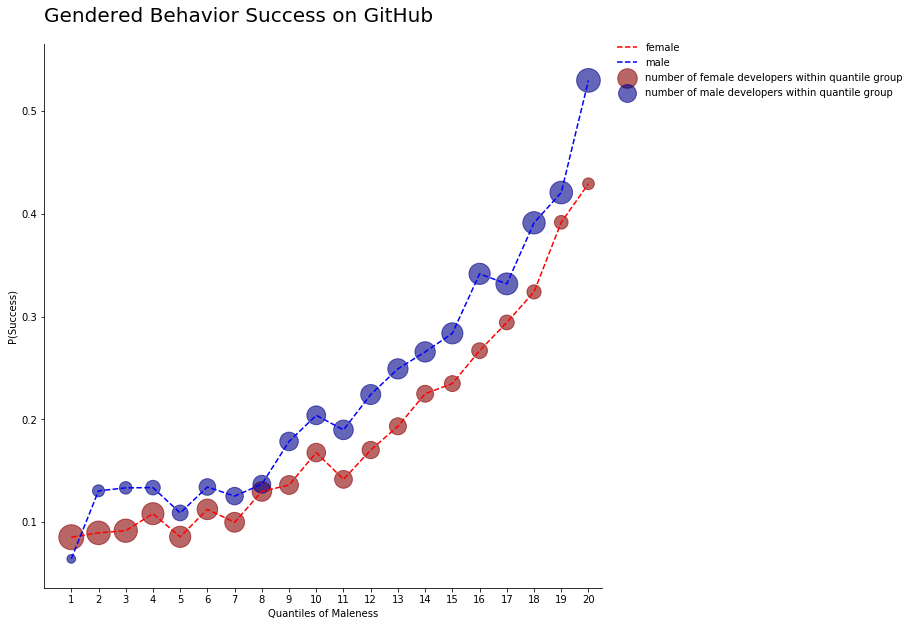 Gendered Behavior Success on GitHub
female
male
number of female developers within quantile group
number of male developers within quantile group
P(Success)
0.5
0.4
0.3
0.2
0.1
1 2 3 4 5 6 7 8 9 10 11 12 13 14 15 16 17 18 19 20
Quantiles of Maleness